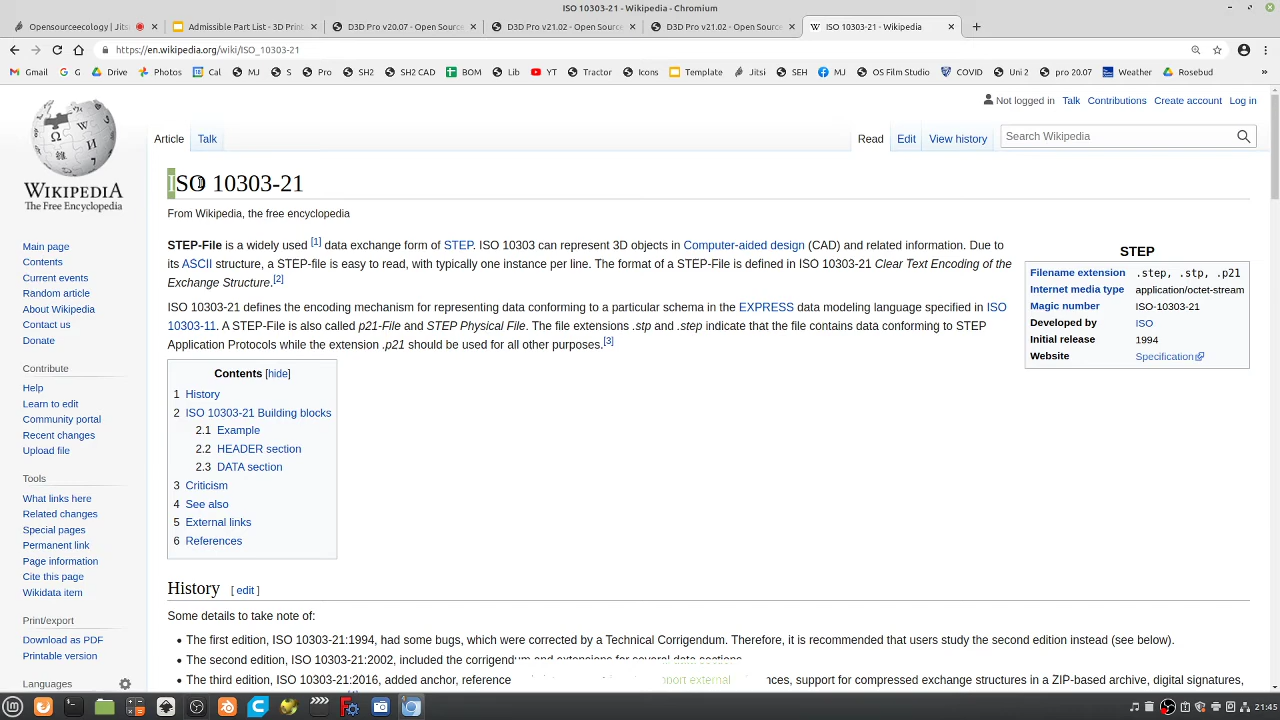 ISO 10303-21 - Wikipedia - Chromium
Opensourceecology | Jits
Admissible Part List - 3D Print
D3D Pro v20.07 - Open Sourc
D3D Pro v21.02 - Open Sourc
D3D Pro v21.02 - Open Sourc
ISO 10303-21 - Wikipedia
https://en.wikipedia.org/wiki/ISO_10303-21
Gmail G Drive Photos Cal MJ S Pro SH2 SH2 CAD BOM Lib YT Tractor Icons Template Jitsi SEH MJ OS Film Studio COVID Uni 2 pro 20.07 Weather Rosebud »
Not logged in Talk Contributions Create account Log in
Article Talk Read Edit View history Search Wikipedia
WIKIPEDIA
The Free Encyclopedia
Main page
Contents
Current events
Random article
About Wikipedia
Contact us
Donate
Contribute
Help
Learn to edit
Community portal
Recent changes
Upload file
Tools
What links here
Related changes
Special pages
Permanent link
Page information
Cite this page
Wikidata item
Print/export
Download as PDF
Printable version
Languages
ISO 10303-21
From Wikipedia, the free encyclopedia
STEP-File is a widely used [1] data exchange form of STEP. ISO 10303 can represent 3D objects in Computer-aided design (CAD) and related information. Due to
its ASCII structure, a STEP-file is easy to read, with typically one instance per line. The format of a STEP-File is defined in ISO 10303-21 Clear Text Encoding of the
Exchange Structure.[2]
ISO 10303-21 defines the encoding mechanism for representing data conforming to a particular schema in the EXPRESS data modeling language specified in ISO
10303-11. A STEP-File is also called p21-File and STEP Physical File. The file extensions .stp and .step indicate that the file contains data conforming to STEP
Application Protocols while the extension .p21 should be used for all other purposes.[3]
STEP
Filename extension .step, .stp, .p21
Internet media type application/octet-stream
Magic number ISO-10303-21
Developed by ISO
Initial release 1994
Website Specification
Contents [hide]
1 History
2 ISO 10303-21 Building blocks
2.1 Example
2.2 HEADER section
2.3 DATA section
3 Criticism
4 See also
5 External links
6 References
History [ edit ]
Some details to take note of:
• The first edition, ISO 10303-21:1994, had some bugs, which were corrected by a Technical Corrigendum. Therefore, it is recommended that users study the second edition instead (see below).
• The second edition, ISO 10303-21:2002, included the corrigendum and extensions for several data sections.
• The third edition, ISO 10303-21:2016, added anchor, reference external nces, support for compressed exchange structures in a ZIP-based archive, digital signatures,
21:45